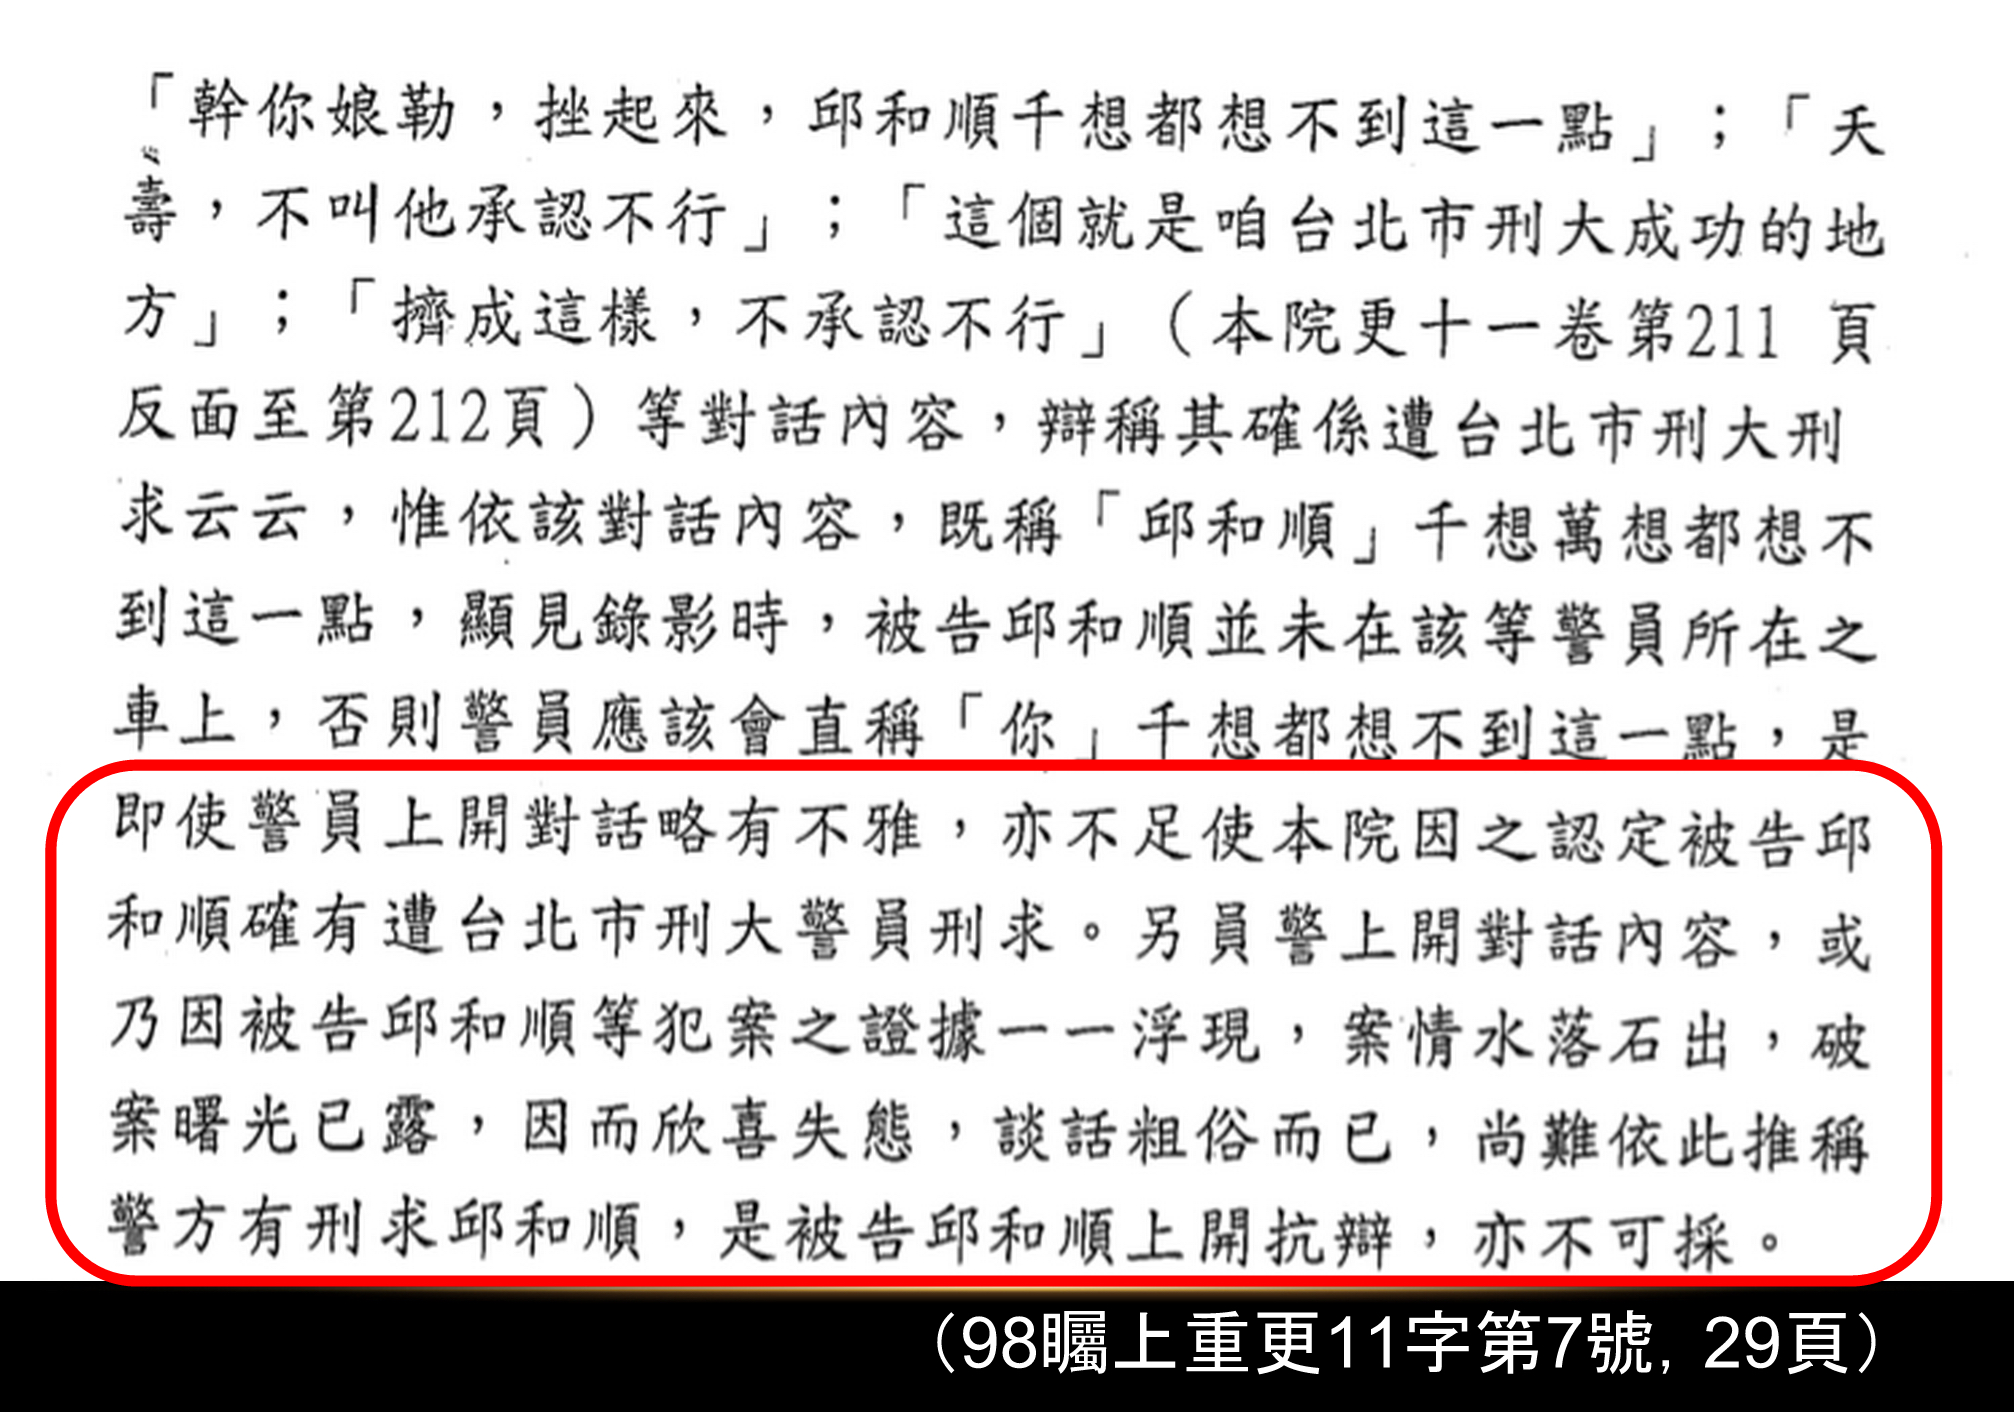 「幹你娘勒，挫起來，邱和順千想都想不到這一點」；「夭
壽，不叫他承認不行」；「這個就是咱台北市刑大成功的地
方」；「擠成這樣，不承認不行」（本院更十一卷第211 頁
反面至第212頁）等對話內容，辯稱其確係遭台北市刑大刑
求云云，惟依該對話內容，既稱「邱和順」千想萬想都想不
到這一點，顯見錄影時，被告邱和順並未在該等警員所在之
車上，否則警員應該會直稱「你」千想都想不到這一點，是
即使警員上開對話略有不雅，亦不足使本院因之認定被告邱
和順確有遭台北市刑大警員刑求。另員警上開對話內容，或
乃因被告邱和順等犯案之證據一一浮現，案情水落石出，破
案曙光已露，因而欣喜失態，談話粗俗而已，尚難依此推稱
警方有刑求邱和順，是被告邱和順上開抗辯，亦不可採。
（98矚上重更11字第7號, 29頁）